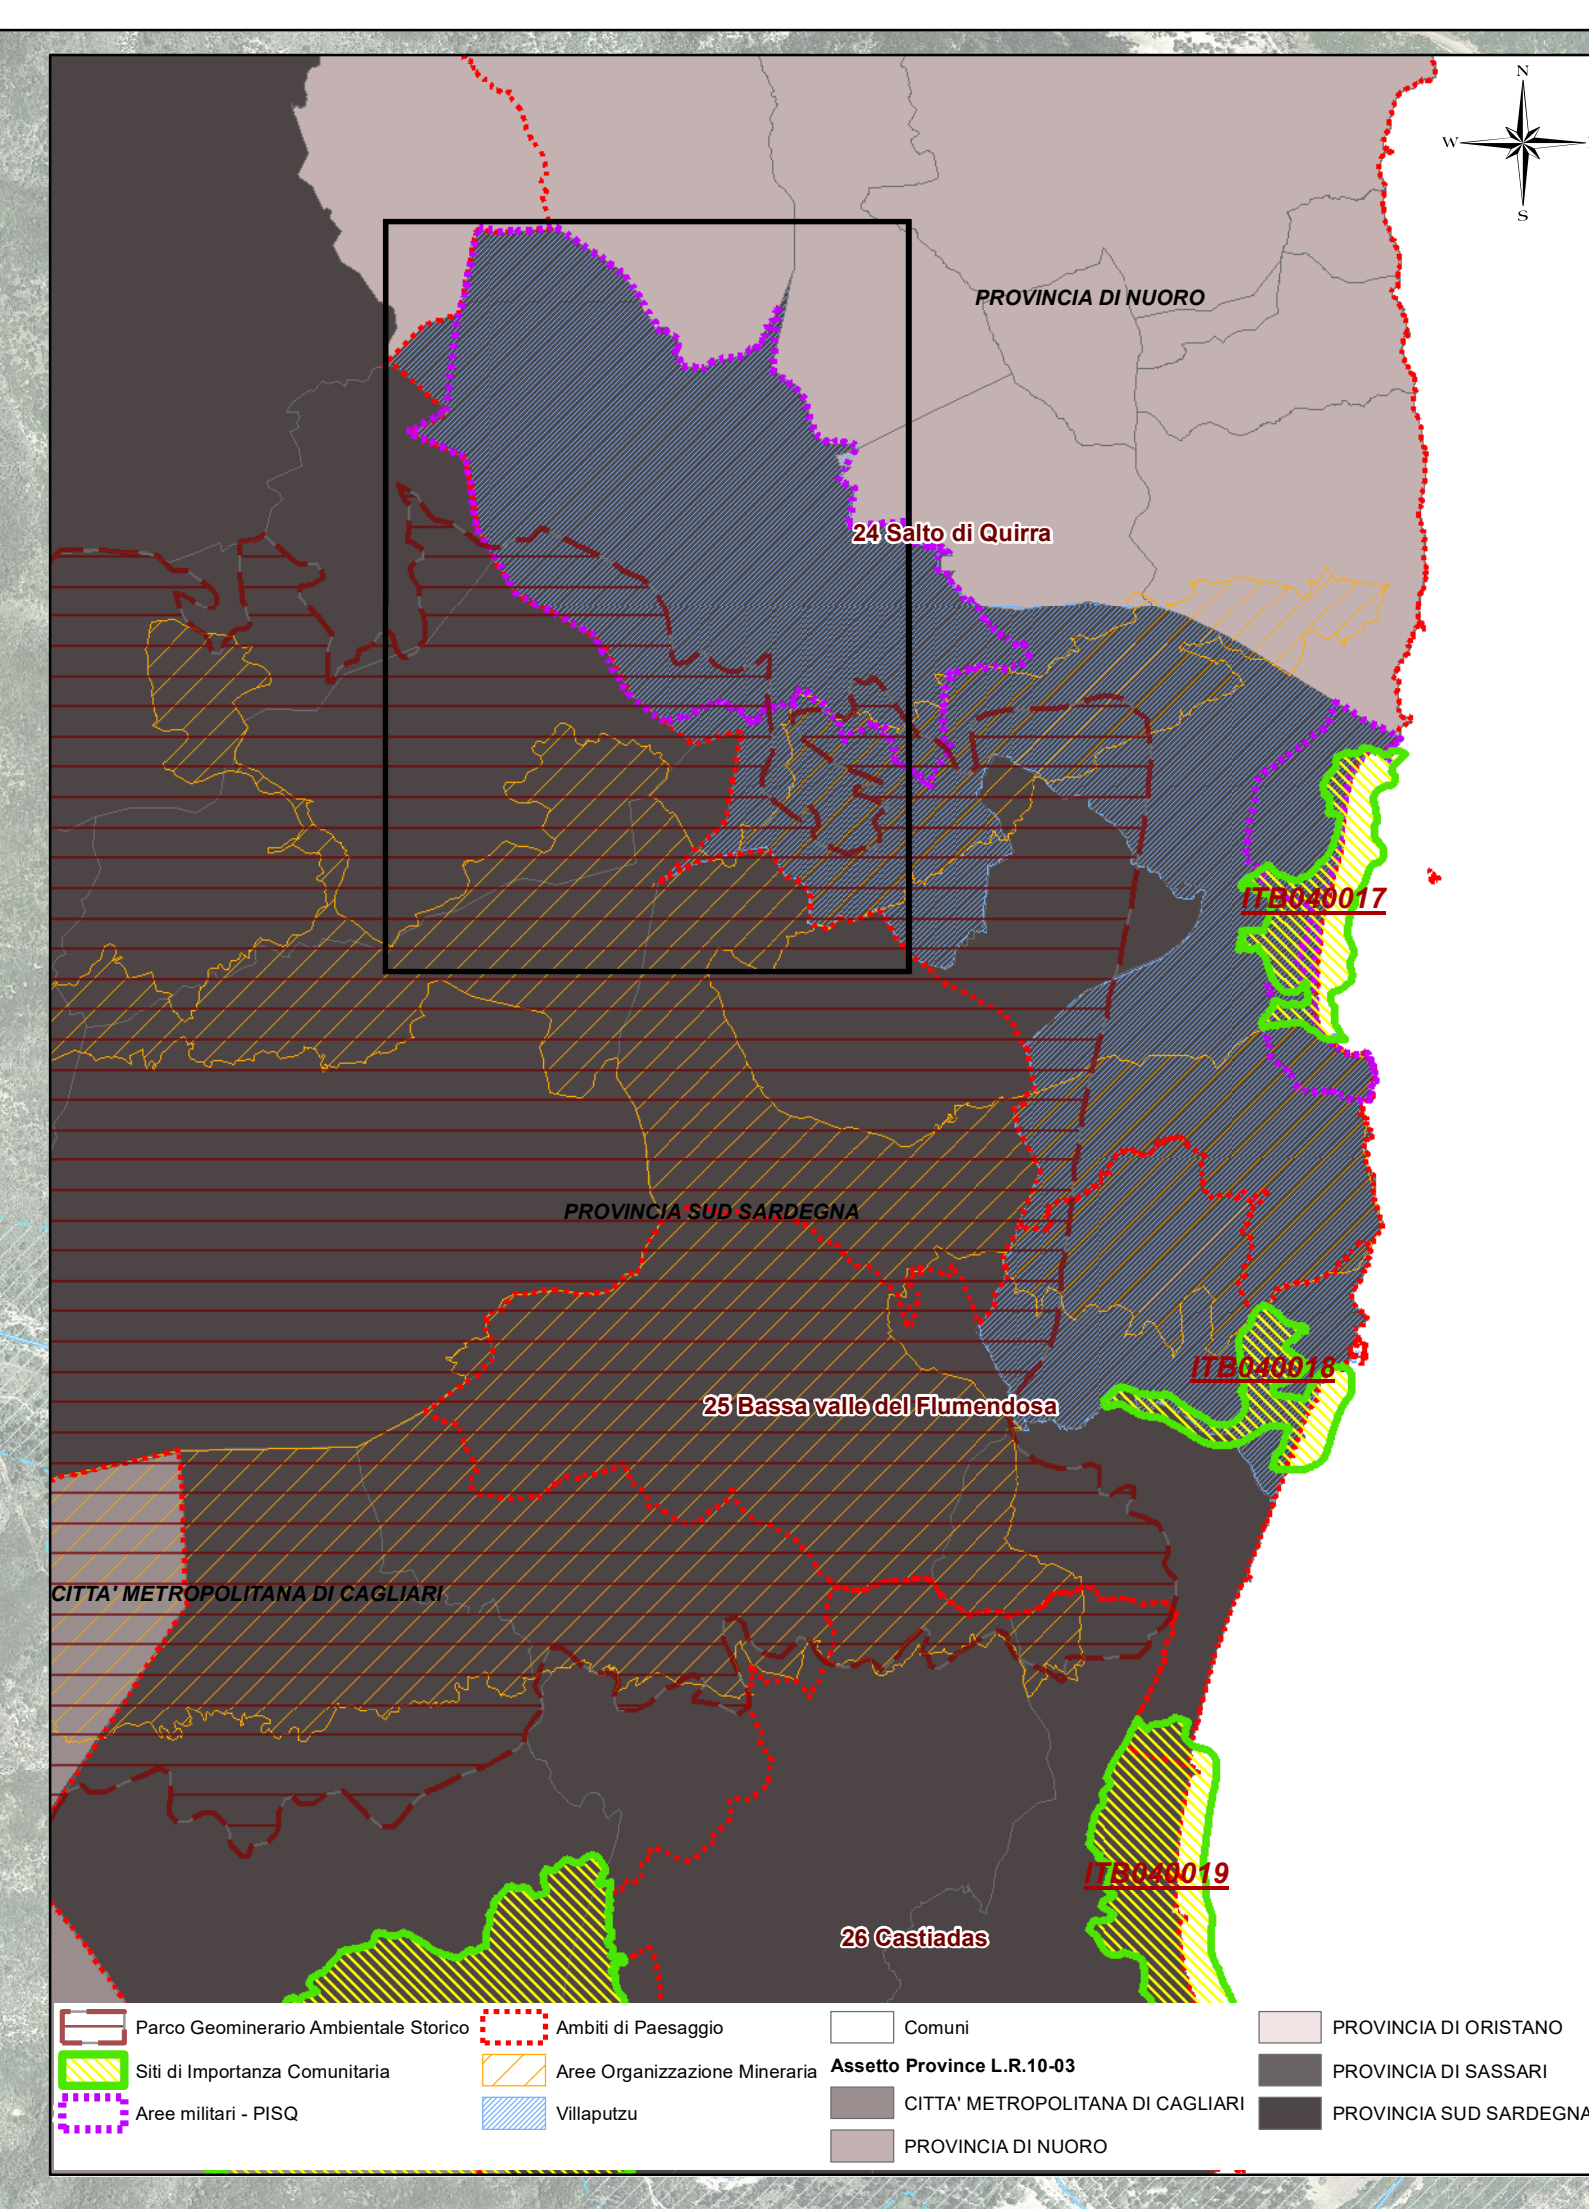 N
W
S
PROVINCIA DI NUORO
24 Salto di Quirra
ITB040017
PROVINCIA SUD SARDEGNA
ITB040018
25 Bassa valle del Flumendosa
CITTA' METROPOLITANA DI CAGLIARI
ITB040019
26 Castiadas
Parco Geominerario Ambientale Storico
Siti di Importanza Comunitaria
Aree militari - PISQ
Ambiti di Paesaggio
Aree Organizzazione Mineraria
Villaputzu
Comuni
Assetto Province L.R.10-03
CITTA' METROPOLITANA DI CAGLIARI
PROVINCIA DI NUORO
PROVINCIA DI ORISTANO
PROVINCIA DI SASSARI
PROVINCIA SUD SARDEGNA